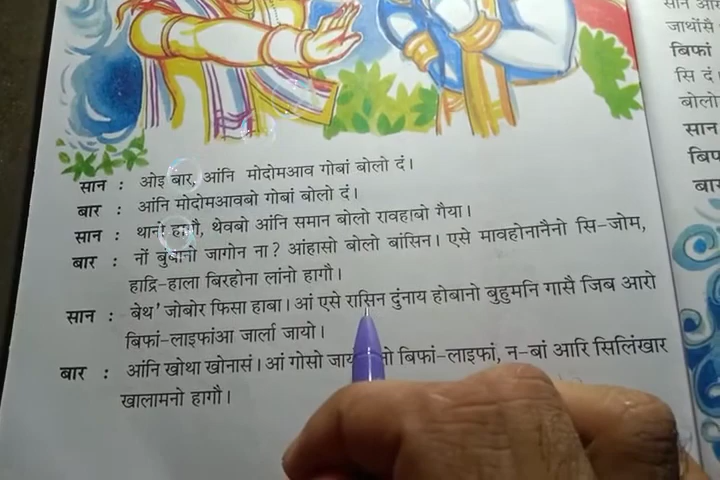 सान : ओइ बार, आंनि मोदोमआव गोबां बोलो दं।
बार : आंनि मोदोमआवबो गोबां बोलो दं।
सान : थानो हागौ, थेवबो आंनि समान बोलो रावहाबो गैया।
बार : नों बुंबानो जागोन ना? आंहासो बोलो बांसिन। एसे मावहोनानैनो सि-जोम,
हाद्रि-हाला बिरहोना लांनो हागौ।
सान : बेथ' जोबोर फिसा हाबा। आं एसे रासिन दुंनाय होबानो बुहुमनि गासै जिब आरो
बिफां-लाइफांआ जार्ला जायो।
बार : आंनि खोथा खोनासं। आं गोसो बिफां-लाइफां, न-बां आरि सिलिंखार
खालामनो हागौ।
सान
जाथोंसै
बिफां
सि दं।
बोलो
सान
बार